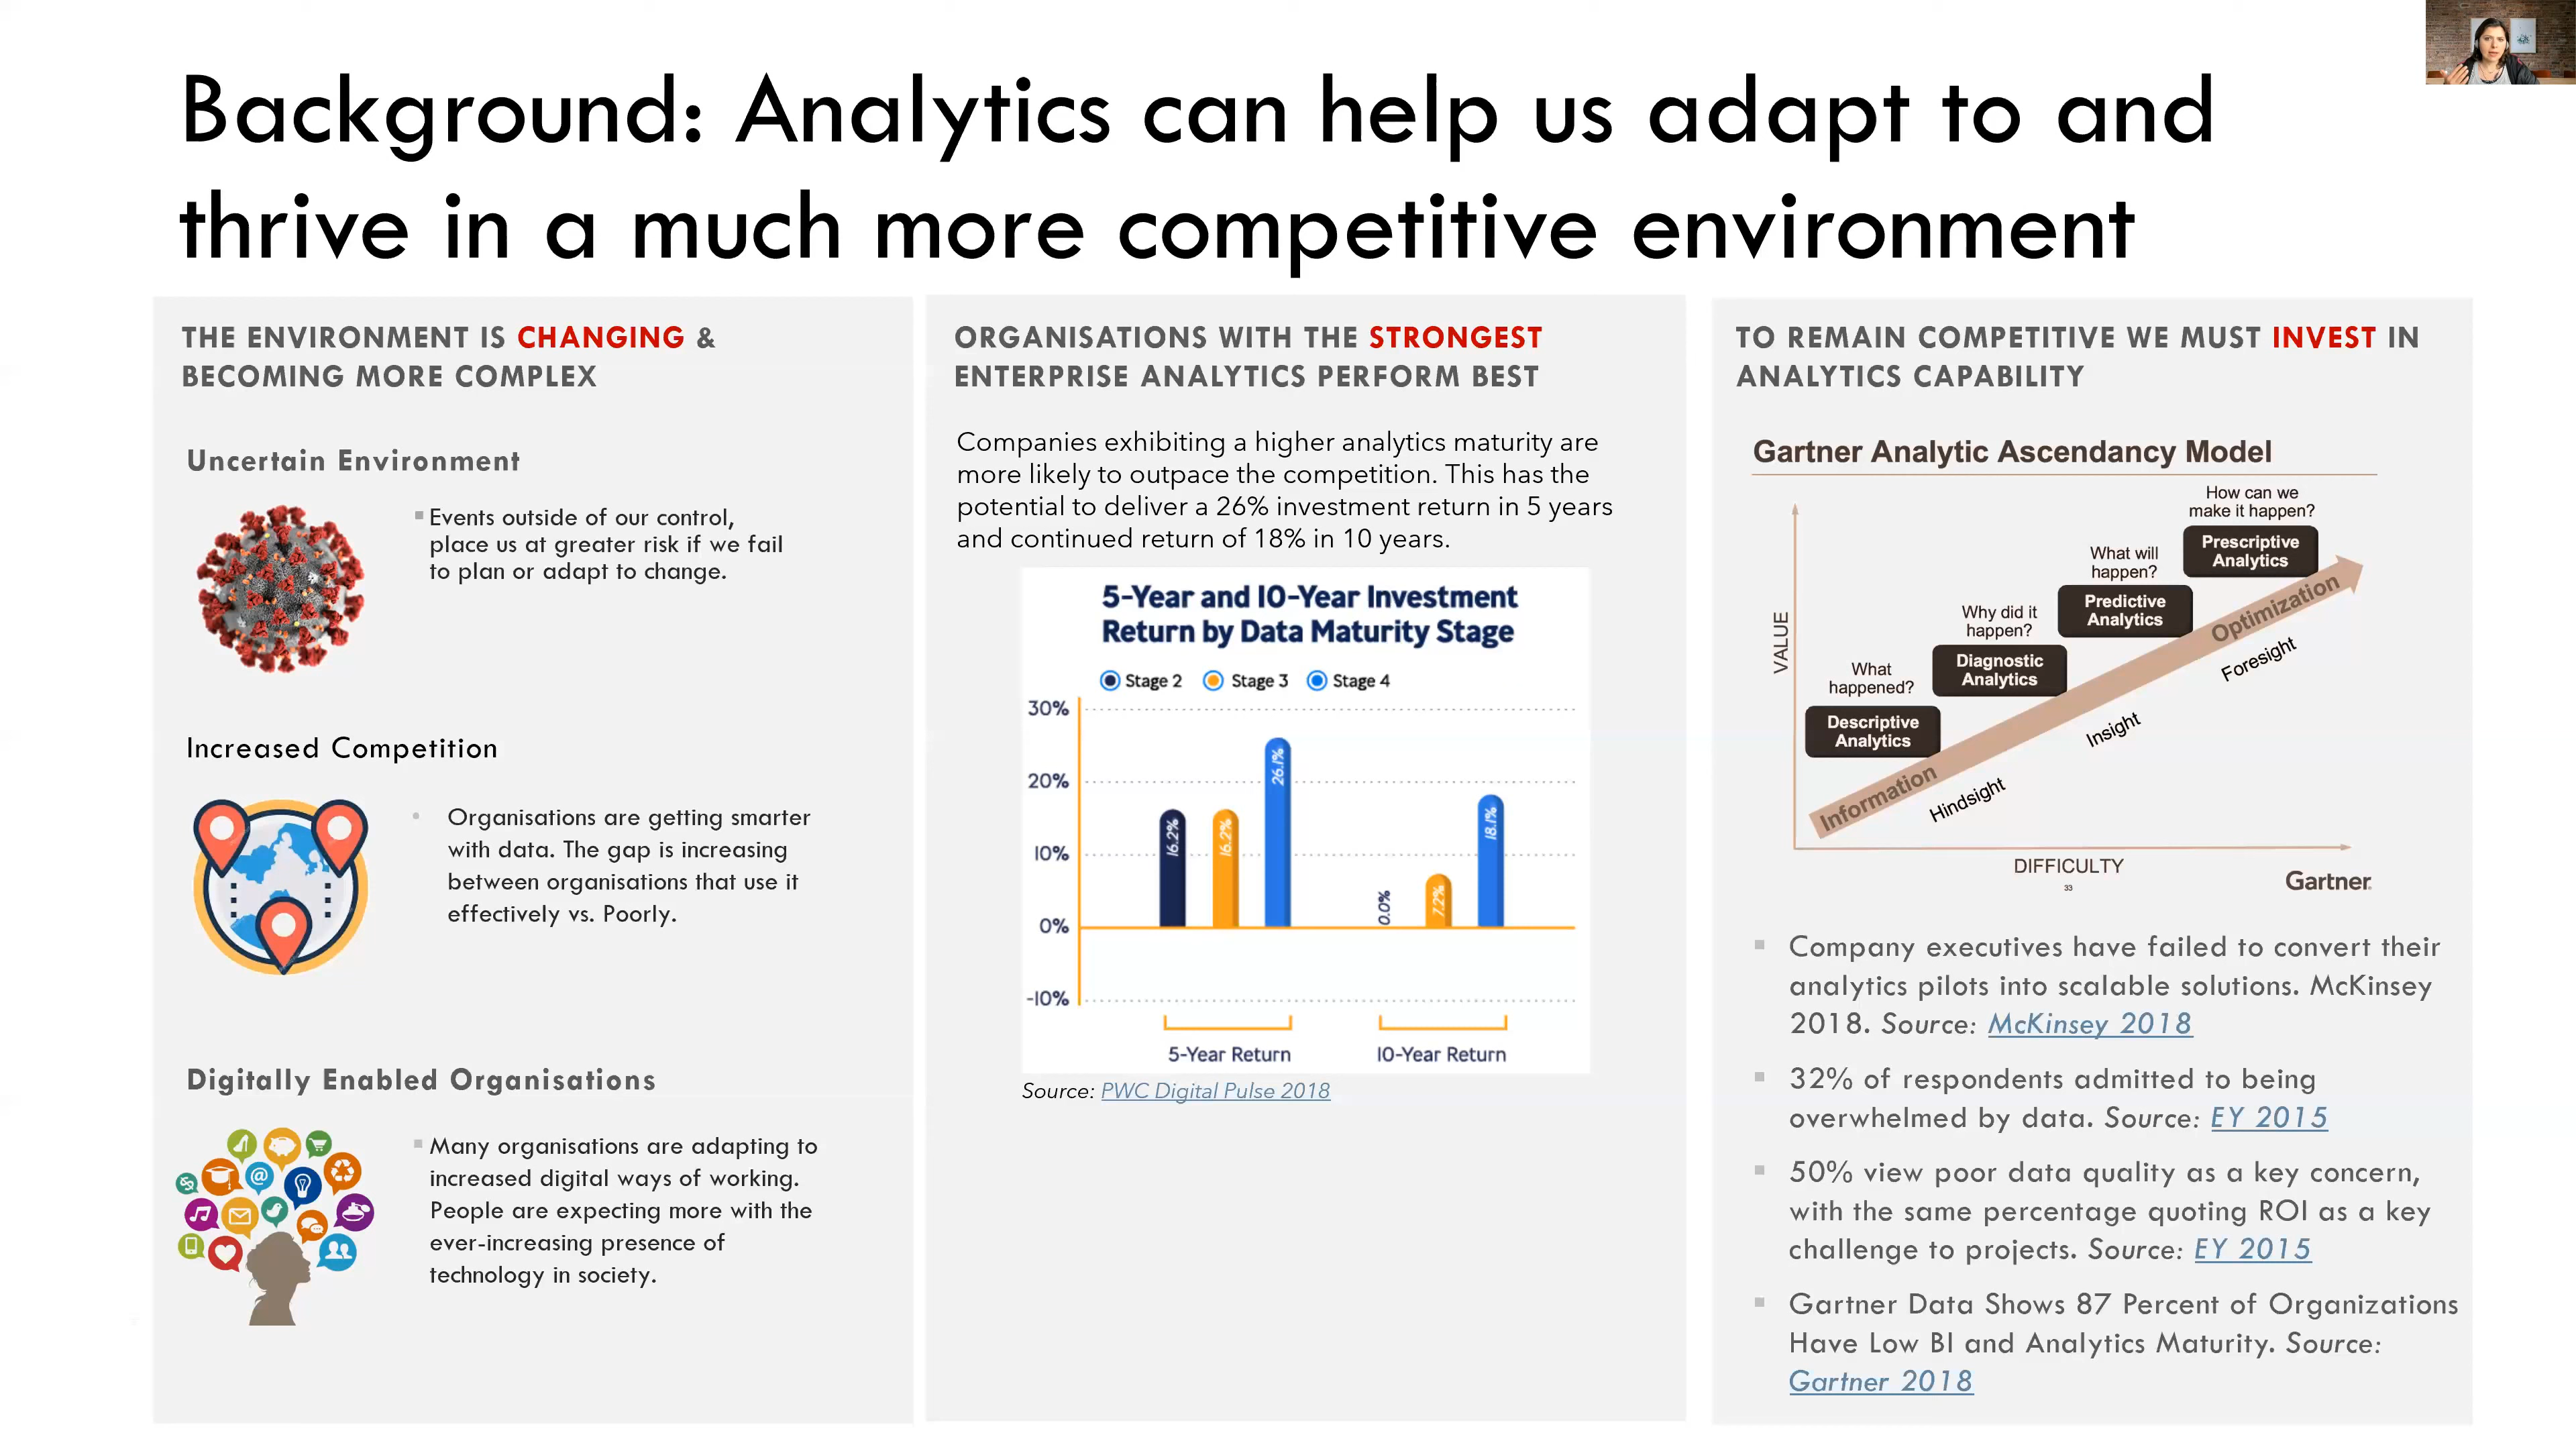 Background: Analytics can help us adapt to and
thrive in a much more competitive environment
THE ENVIRONMENT IS CHANGING &
BECOMING MORE COMPLEX
Uncertain Environment
Events outside of our control,
place us at greater risk if we fail
to plan or adapt to change.
Increased Competition
Organisations are getting smarter
with data. The gap is increasing
between organisations that use it
effectively vs. Poorly.
Digitally Enabled Organisations
Many organisations are adapting to
increased digital ways of working.
People are expecting more with the
ever-increasing presence of
technology in society.
ORGANISATIONS WITH THE STRONGEST
ENTERPRISE ANALYTICS PERFORM BEST
Companies exhibiting a higher analytics maturity are
more likely to outpace the competition. This has the
potential to deliver a 26% investment return in 5 years
and continued return of 18% in 10 years.
5-Year and 10-Year Investment
Return by Data Maturity Stage
Stage 2 Stage 3 Stage 4
30%
20%
10%
0%
-10%
16.2%
16.2%
26.1%
0.0%
7.2%
18.1%
5-Year Return
10-Year Return
Source: PWC Digital Pulse 2018
TO REMAIN COMPETITIVE WE MUST INVEST IN
ANALYTICS CAPABILITY
Gartner Analytic Ascendancy Model
VALUE
What
happened?
Descriptive
Analytics
Why did it
happen?
Diagnostic
Analytics
What will
happen?
Predictive
Analytics
How can we
make it happen?
Prescriptive
Analytics
Information
Optimization
Hindsight
Insight
Foresight
DIFFICULTY
33
Gartner
Company executives have failed to convert their
analytics pilots into scalable solutions. McKinsey
2018. Source: McKinsey 2018
32% of respondents admitted to being
overwhelmed by data. Source: EY 2015
50% view poor data quality as a key concern,
with the same percentage quoting ROI as a key
challenge to projects. Source: EY 2015
Gartner Data Shows 87 Percent of Organizations
Have Low BI and Analytics Maturity. Source:
Gartner 2018